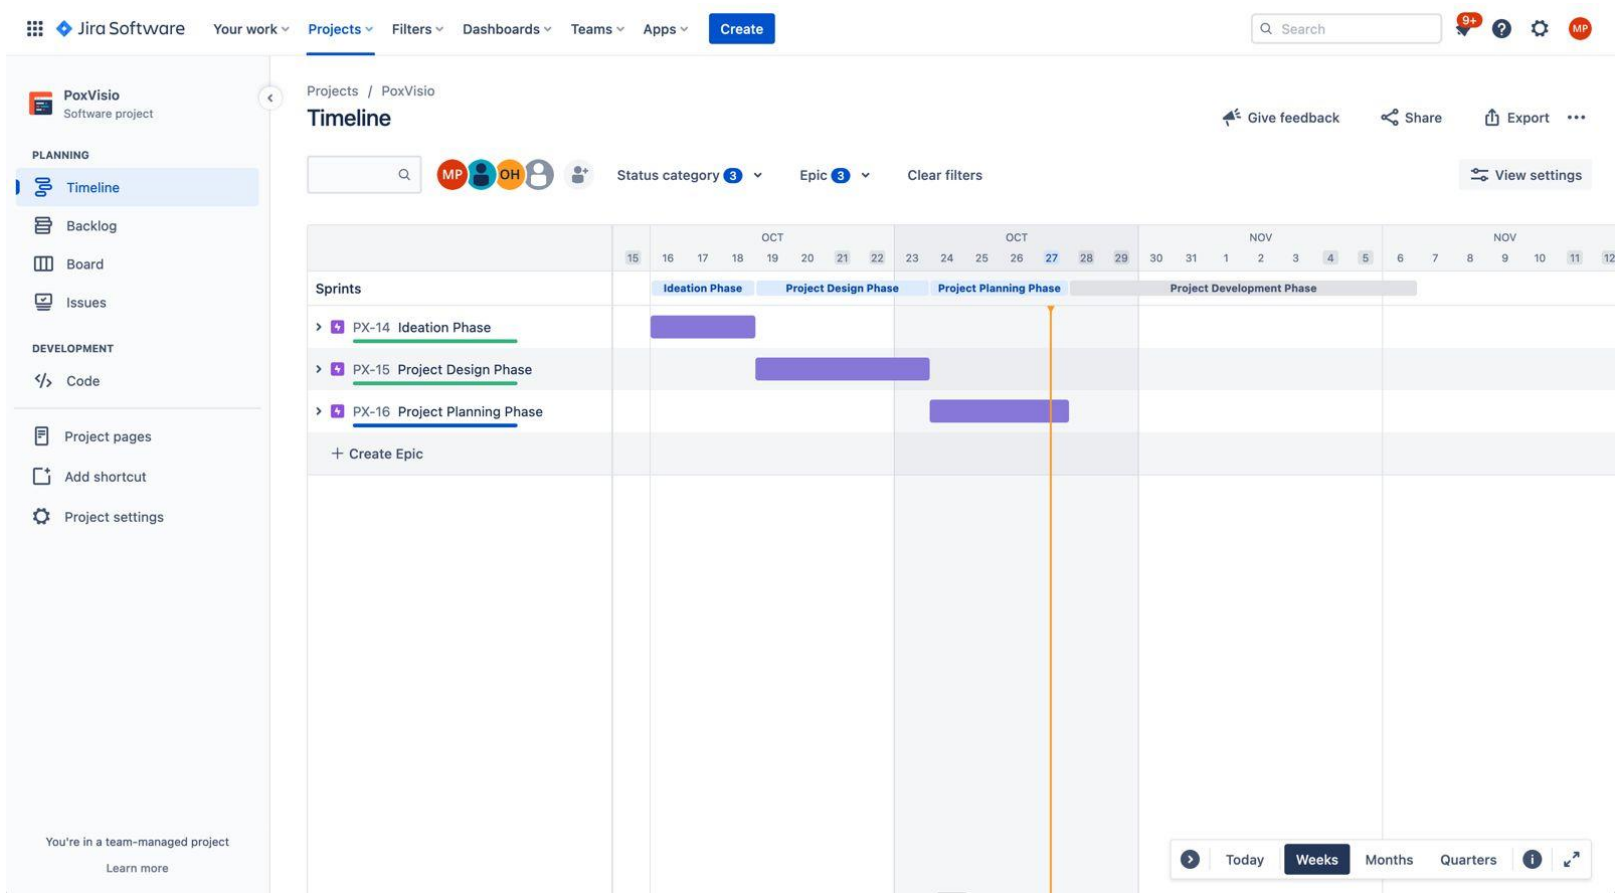 Jira Software Your work Projects Filters Dashboards Teams Apps Create Search 9+ MP
PoxVisio
Software project
PLANNING
Timeline
Backlog
Board
Issues
DEVELOPMENT
Code
Project pages
Add shortcut
Project settings
You're in a team-managed project
Learn more
Projects / PoxVisio
Timeline
Give feedback Share Export
MP OH Status category 3 Epic 3 Clear filters View settings
OCT OCT NOV NOV
15 16 17 18 19 20 21 22 23 24 25 26 27 28 29 30 31 1 2 3 4 5 6 7 8 9 10 11 12
Sprints Ideation Phase Project Design Phase Project Planning Phase Project Development Phase
PX-14 Ideation Phase
PX-15 Project Design Phase
PX-16 Project Planning Phase
+ Create Epic
Today Weeks Months Quarters